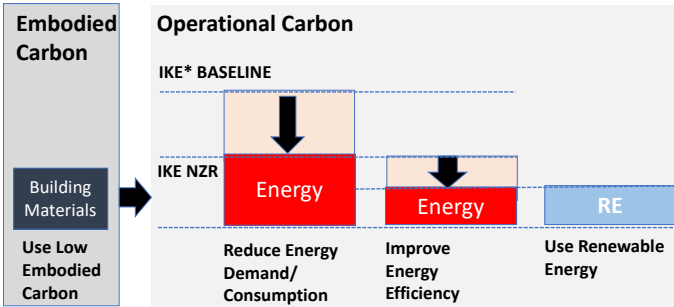 Embodied
Carbon
Operational Carbon
IKE* BASELINE
IKE NZR
Building
Materials
Energy
Energy
RE
Use Low
Embodied
Carbon
Reduce Energy
Demand/
Consumption
Improve
Energy
Efficiency
Use Renewable
Energy